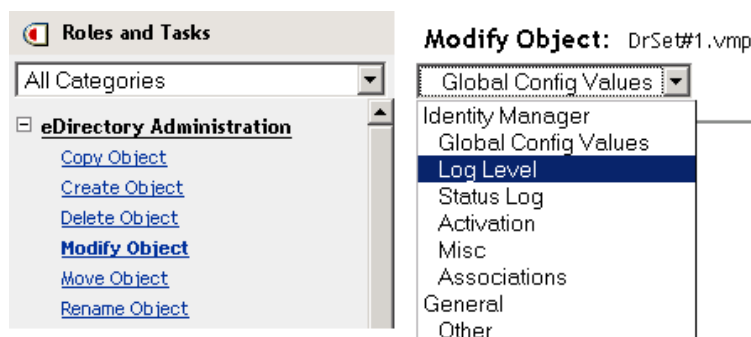 Roles and Tasks
All Categories
eDirectory Administration
Copy Object
Create Object
Delete Object
Modify Object
Move Object
Rename Object
Modify Object: DrSet#1.vmp
Global Config Values
Identity Manager
Global Config Values
Log Level
Status Log
Activation
Misc
Associations
General
Other